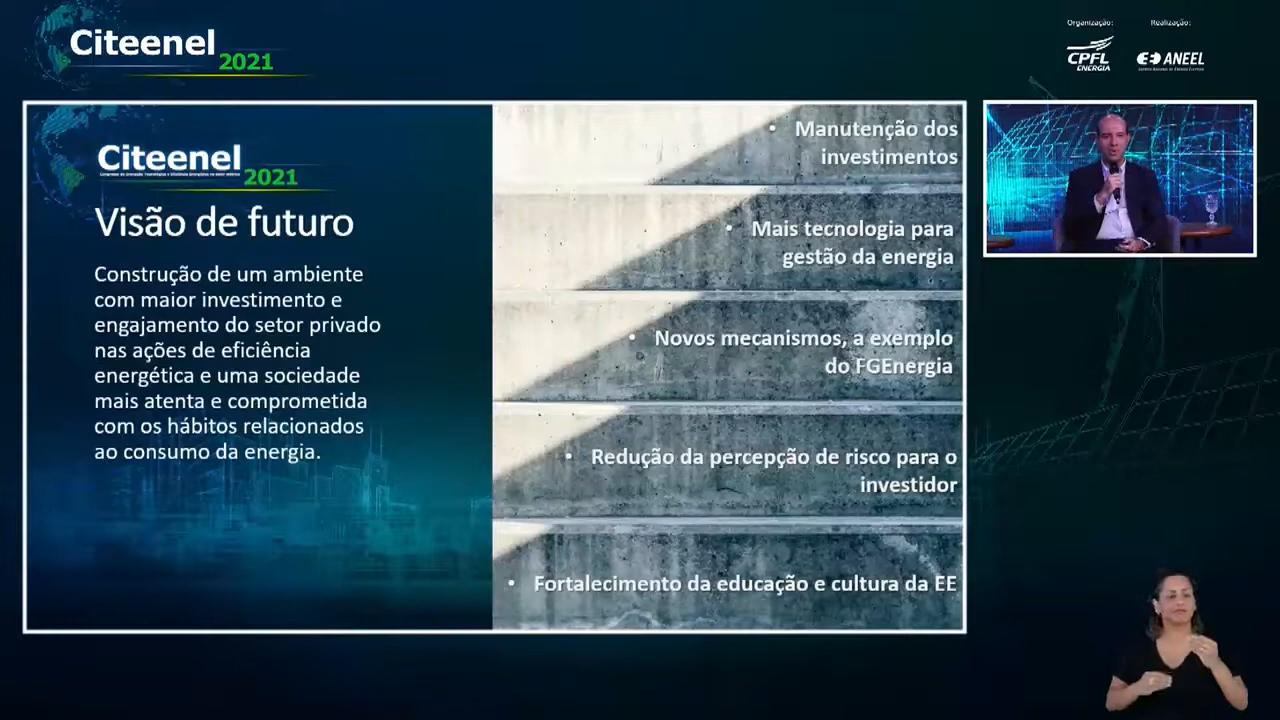 Citeenel
2021
Organização:
Realização:
CPFL
ENERGIA
ANEEL
Citeenel
2021
Visão de futuro
Construção de um ambiente
com maior investimento e
engajamento do setor privado
nas ações de eficiência
energética e uma sociedade
mais atenta e comprometida
com os hábitos relacionados
ao consumo da energia.
• Manutenção dos
investimentos
• Mais tecnologia para
gestão da energia
• Novos mecanismos, a exemplo
do FGEnergia
• Redução da percepção de risco para o
investidor
• Fortalecimento da educação e cultura da EE